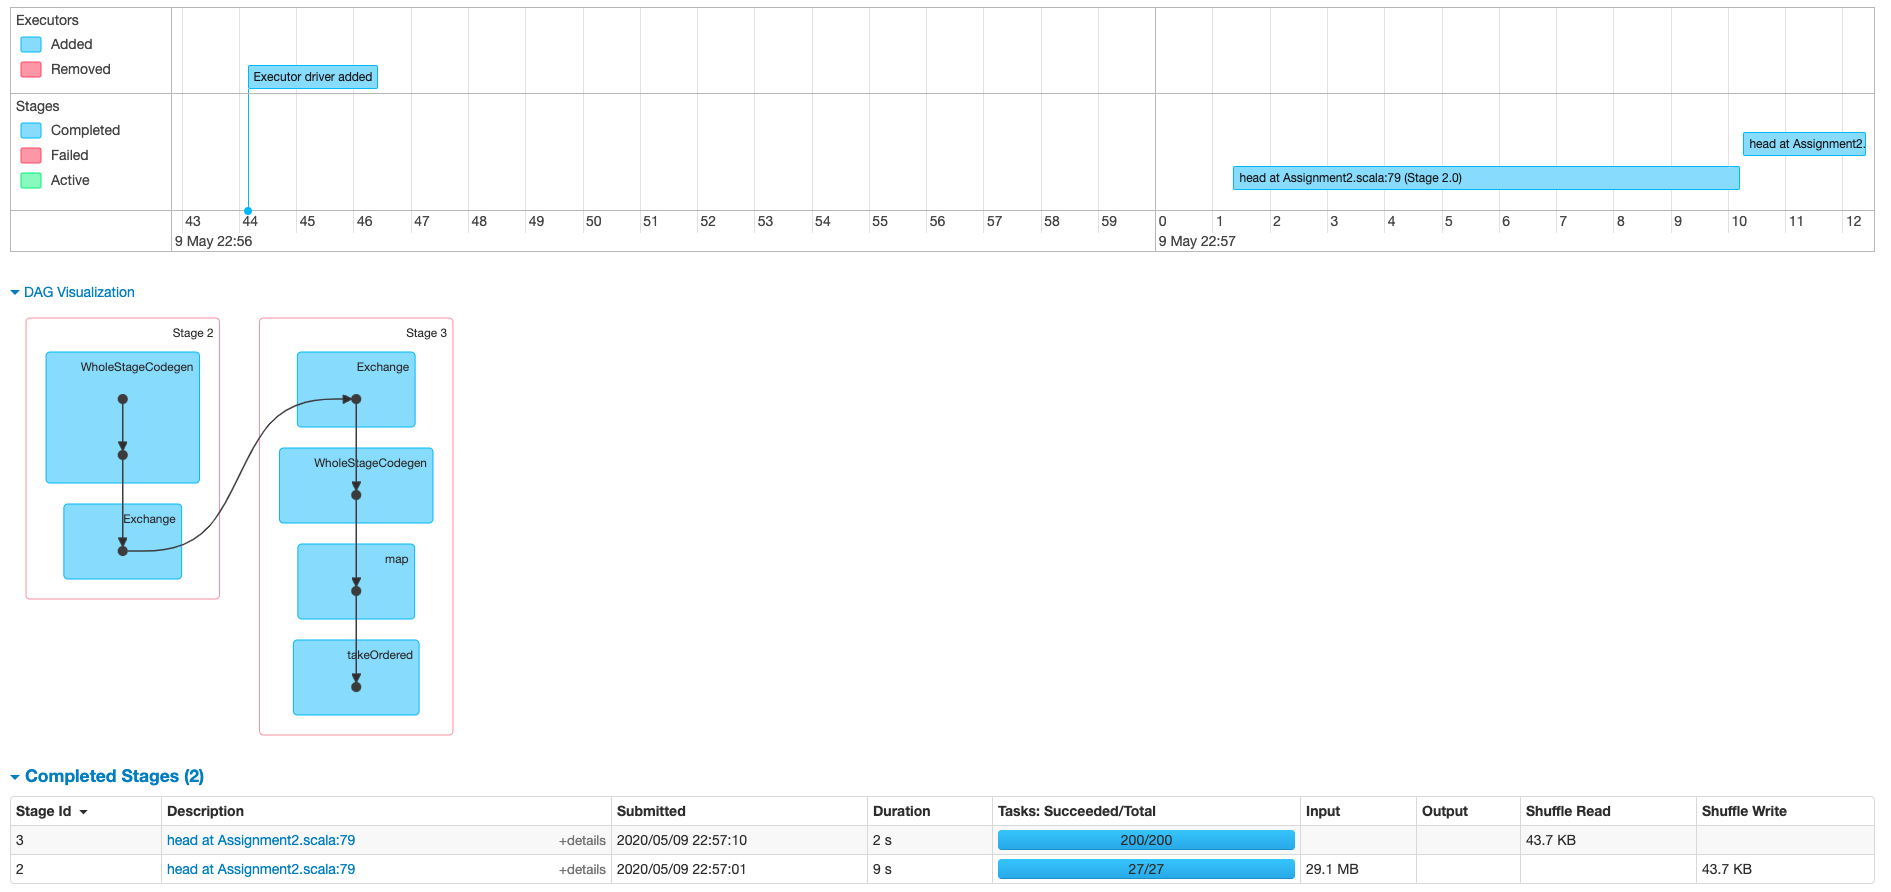 Executors
Added
Removed
Executor driver added
Stages
Completed
Failed
Active
head at Assignment2.
head at Assignment2.scala:79 (Stage 2.0)
43 44 45 46 47 48 49 50 51 52 53 54 55 56 57 58 59 0 1 2 3 4 5 6 7 8 9 10 11 12
9 May 22:56 9 May 22:57
DAG Visualization
Stage 2
WholeStageCodegen
Exchange
Stage 3
Exchange
WholeStageCodegen
map
takeOrdered
Completed Stages (2)
Stage Id Description Submitted Duration Tasks: Succeeded/Total Input Output Shuffle Read Shuffle Write
3 head at Assignment2.scala:79 +details 2020/05/09 22:57:10 2 s 200/200 43.7 KB
2 head at Assignment2.scala:79 +details 2020/05/09 22:57:01 9 s 27/27 29.1 MB 43.7 KB